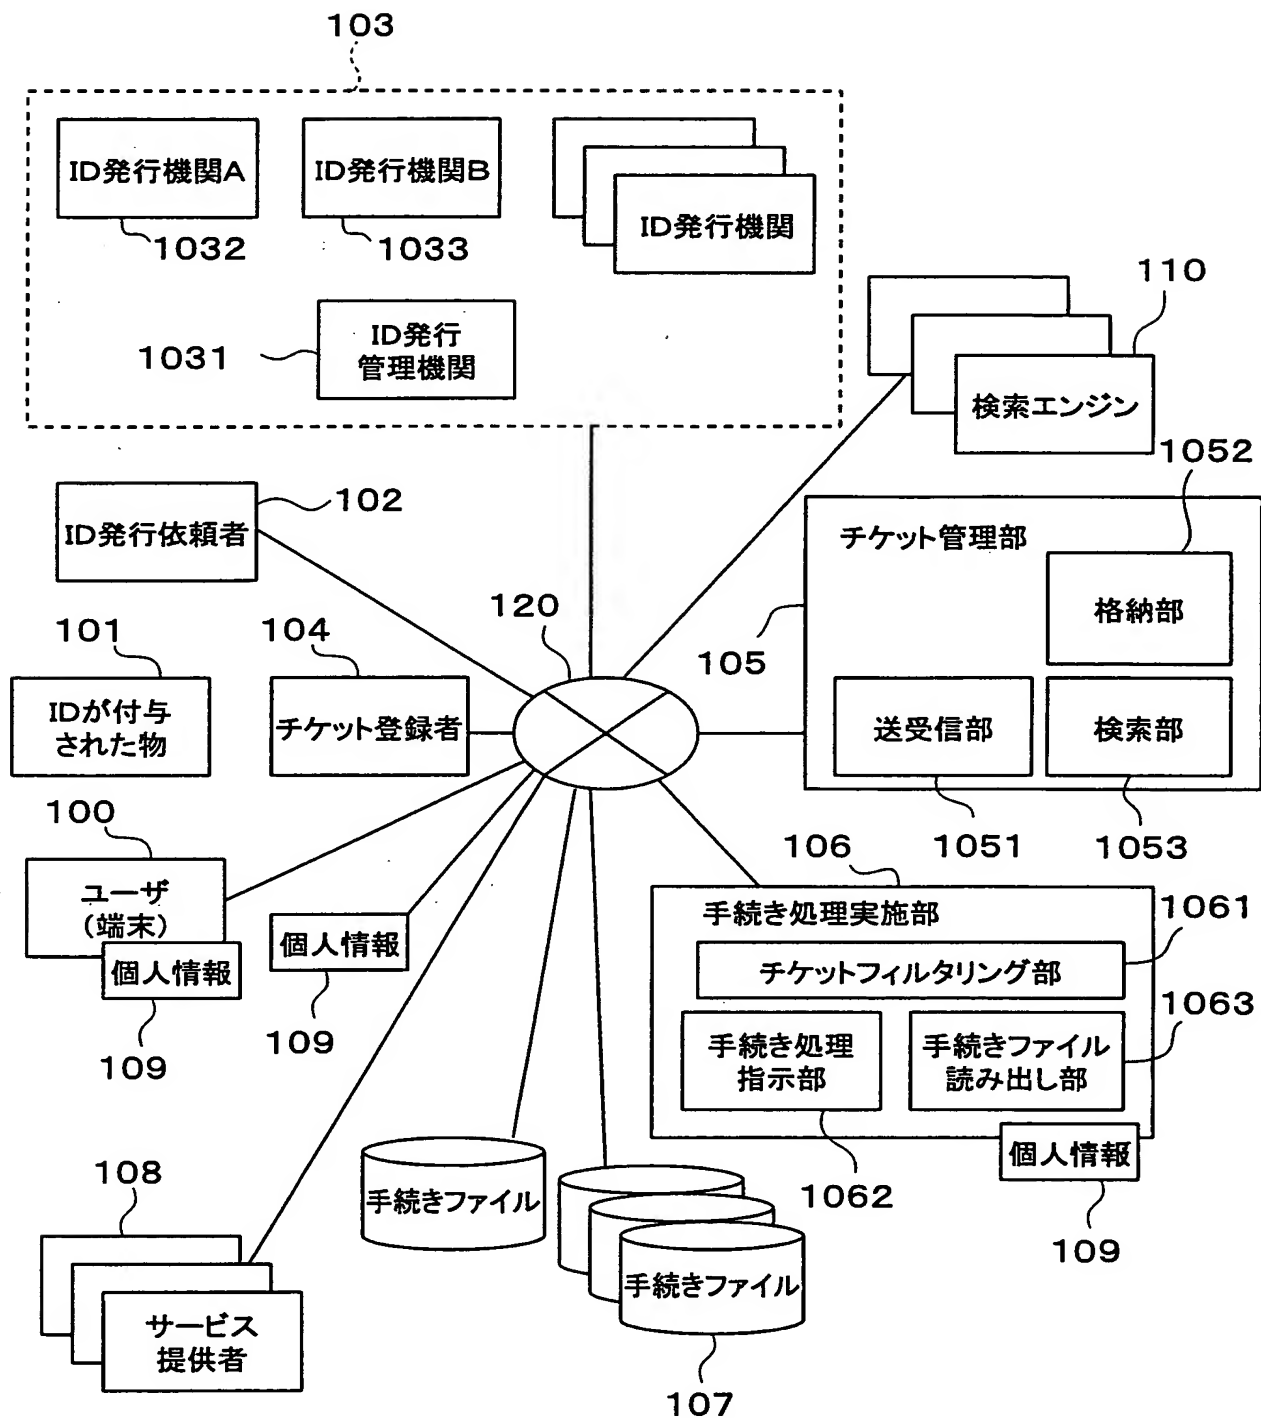 103
ID発行機関A
ID発行機関B
ID発行機関
1032
1033
ID発行
管理機関
1031
110
検索エンジン
102
ID発行依頼者
1052
チケット管理部
格納部
105
送受信部
検索部
1051
1053
120
101
IDが付与
された物
104
チケット登録者
100
ユーザ
(端末)
個人情報
109
個人情報
109
106
手続き処理実施部
1061
チケットフィルタリング部
1063
手続き処理
指示部
手続きファイル
読み出し部
1062
個人情報
109
108
サービス
提供者
手続きファイル
手続きファイル
107